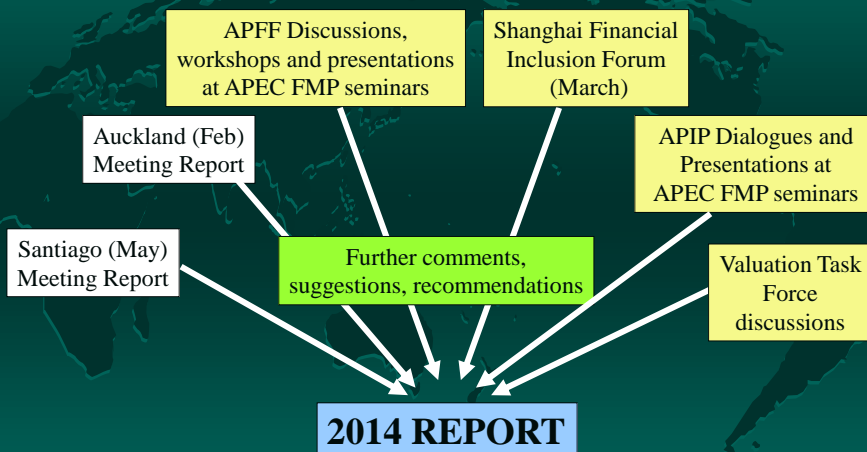 APFF Discussions,
workshops and presentations
at APEC FMP seminars
Shanghai Financial
Inclusion Forum
(March)
Auckland (Feb)
Meeting Report
APIP Dialogues and
Presentations at
APEC FMP seminars
Santiago (May)
Meeting Report
Further comments,
suggestions, recommendations
Valuation Task
Force
discussions
2014 REPORT